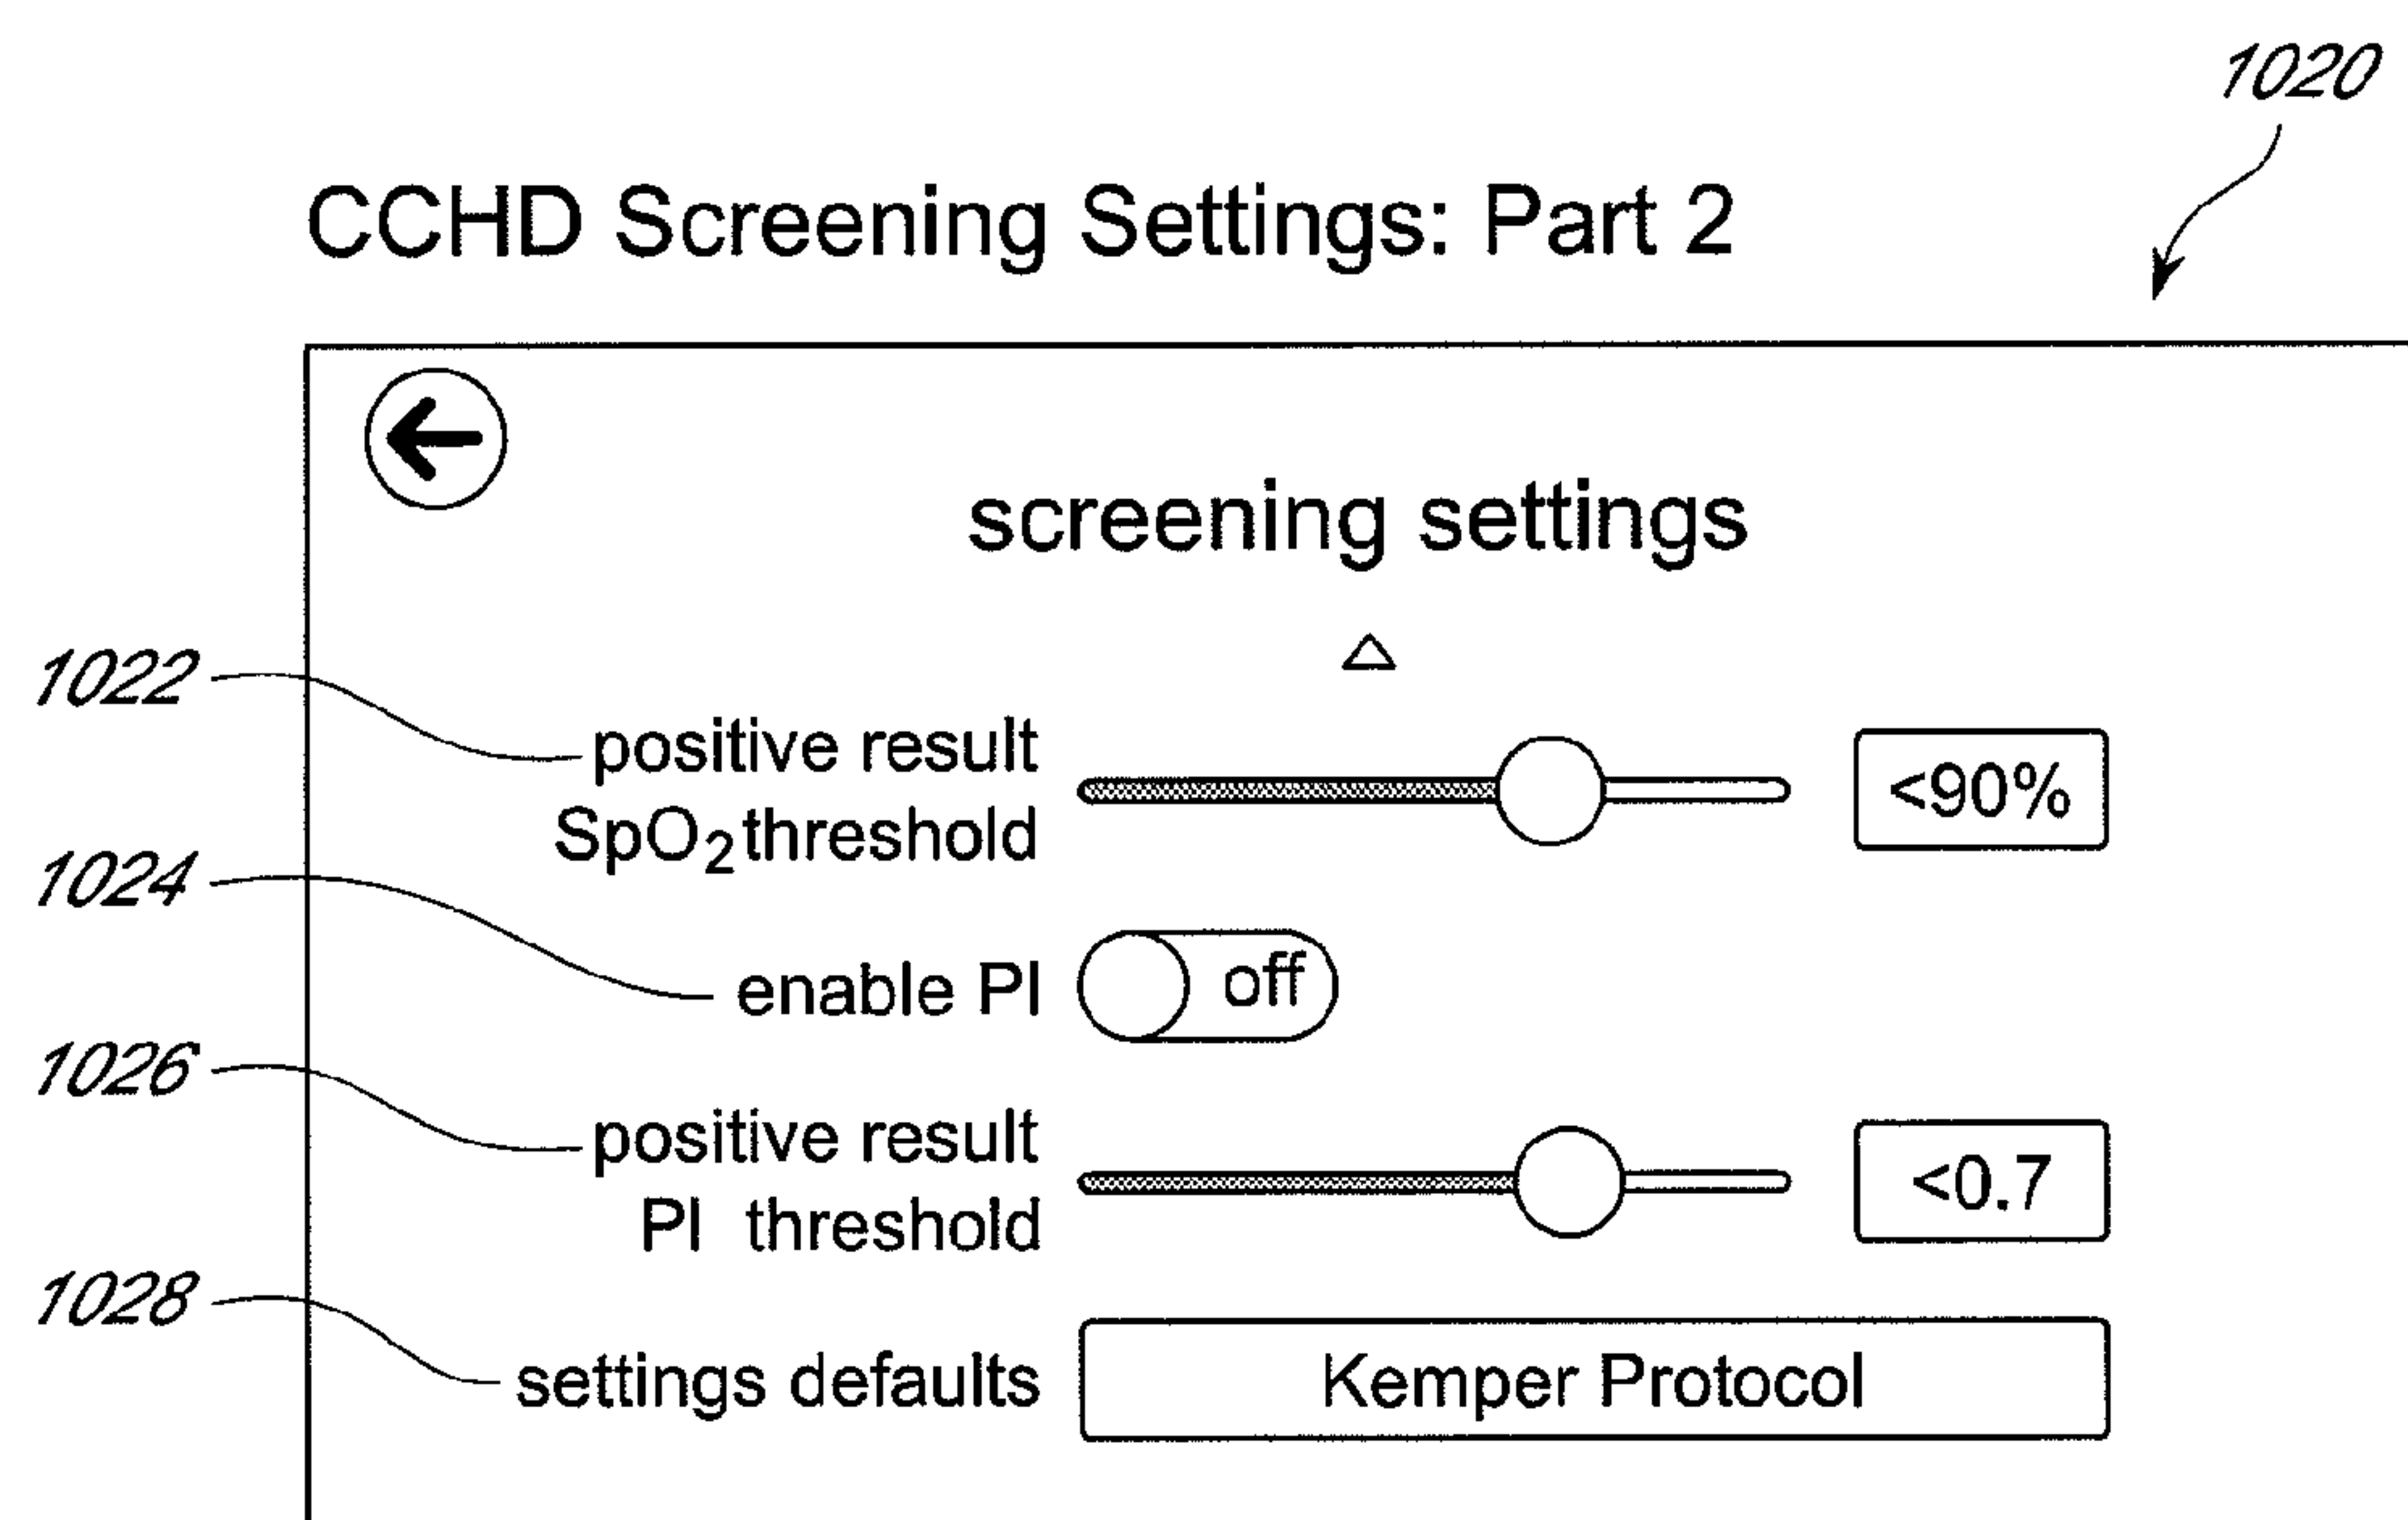 1020
CCHD Screening Settings: Part 2
screening settings
1022
positive result
SpO₂ threshold
<90%
1024
enable PI
off
1026
positive result
PI threshold
<0.7
1028
settings defaults
Kemper Protocol